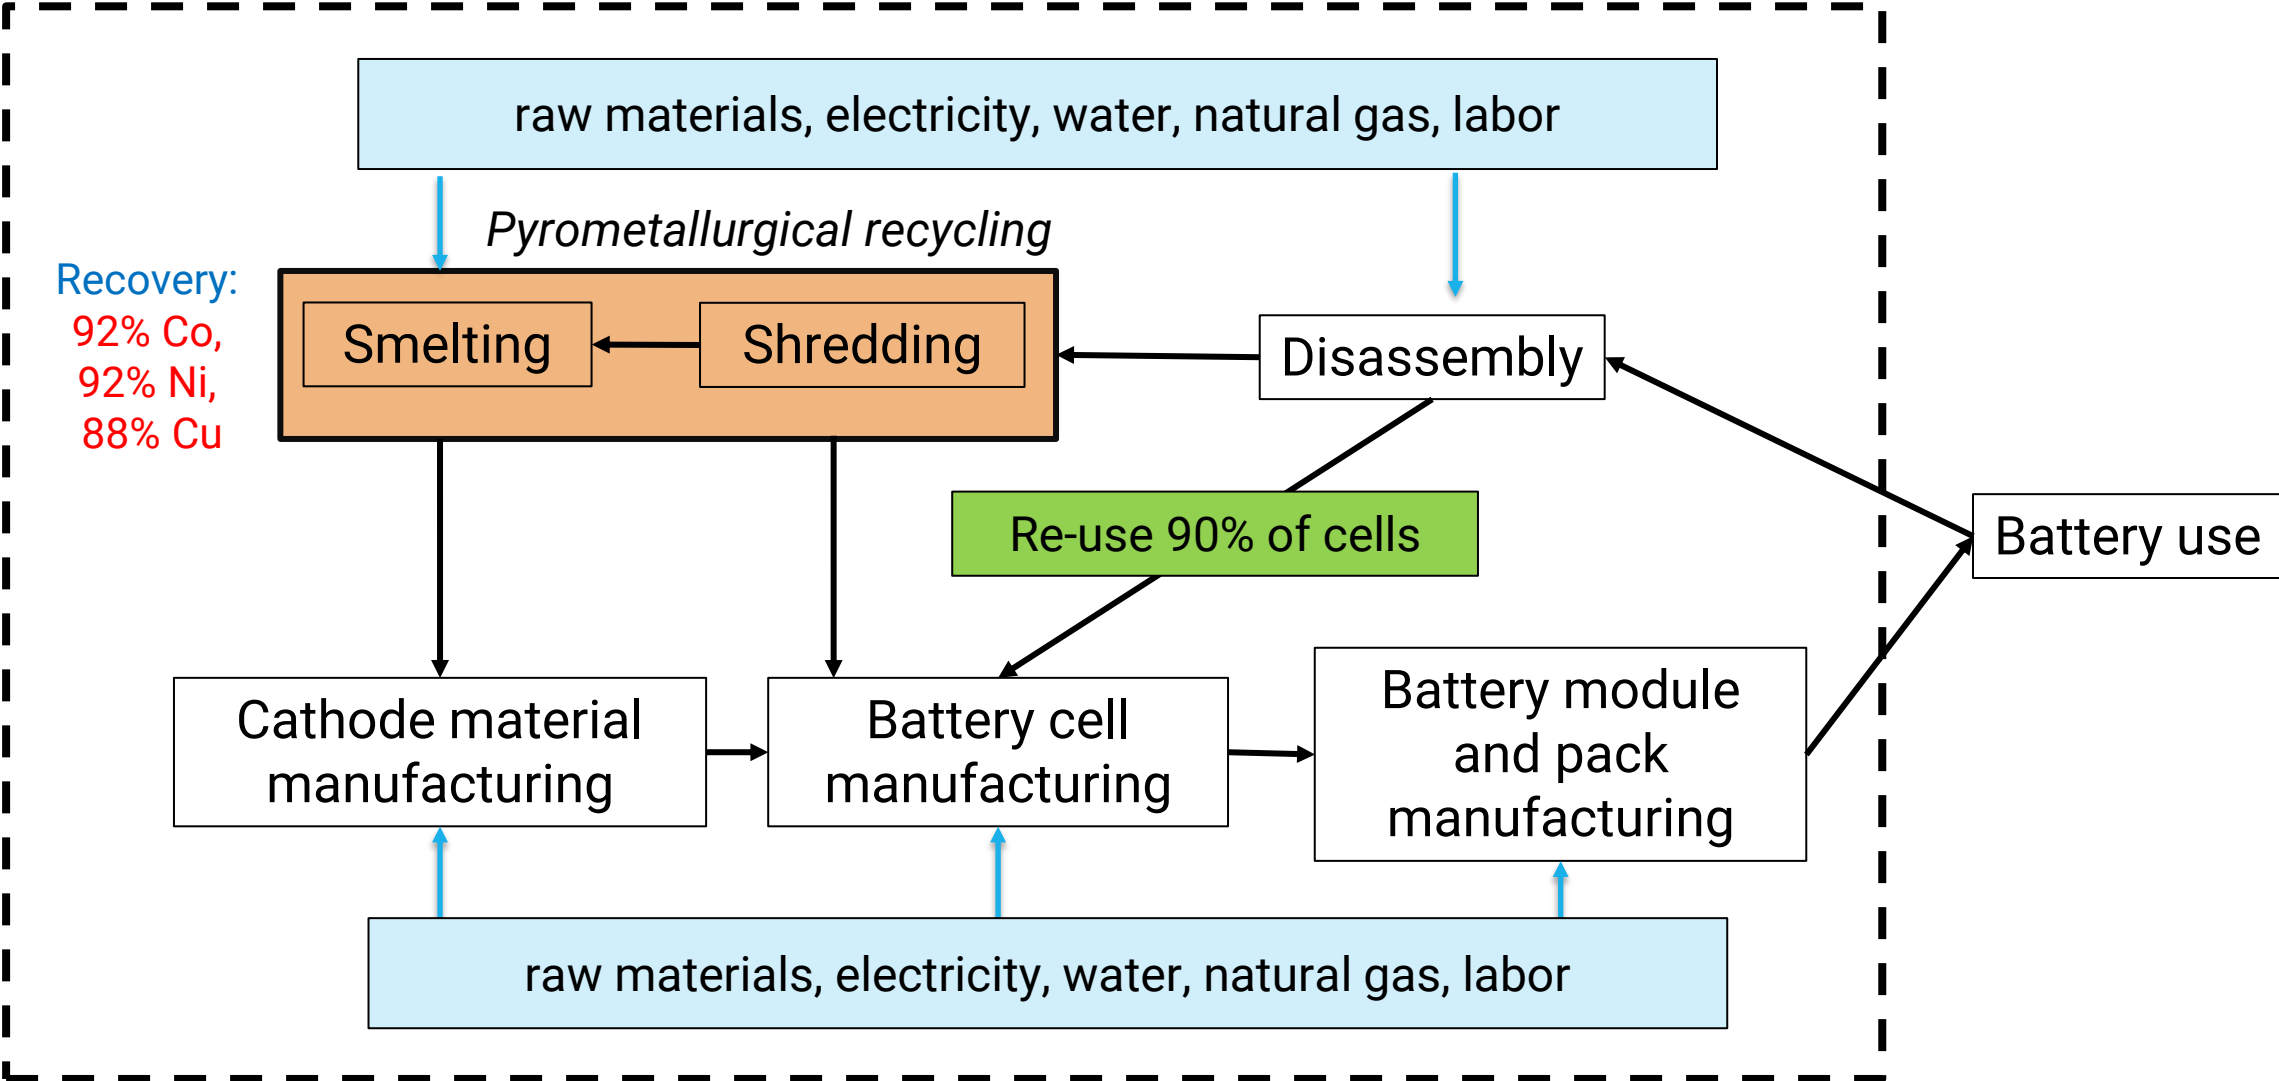 raw materials, electricity, water, natural gas, labor
Pyrometallurgical recycling
Recovery:
92% Co,
92% Ni,
88% Cu
Smelting
Shredding
Disassembly
Re-use 90% of cells
Battery use
Cathode material
manufacturing
Battery cell
manufacturing
Battery module
and pack
manufacturing
raw materials, electricity, water, natural gas, labor